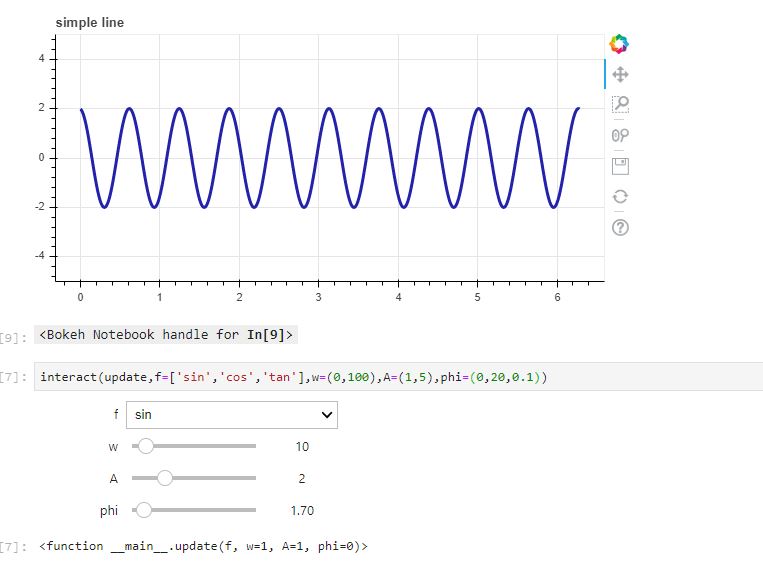 simple line
4
2
0
-2
-4
0 1 2 3 4 5 6
[9]: <Bokeh Notebook handle for In[9]>
[7]: interact(update,f=['sin','cos','tan'],w=(0,100),A=(1,5),phi=(0,20,0.1))
f sin
w 10
A 2
phi 1.70
[7]: <function __main__.update(f, w=1, A=1, phi=0)>